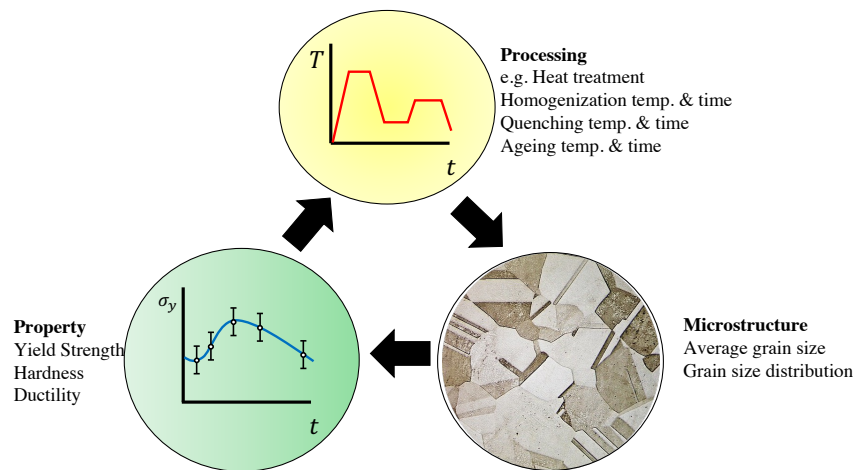 T
t
Processing
e.g. Heat treatment
Homogenization temp. & time
Quenching temp. & time
Ageing temp. & time
σy
t
Property
Yield Strength
Hardness
Ductility
Microstructure
Average grain size
Grain size distribution